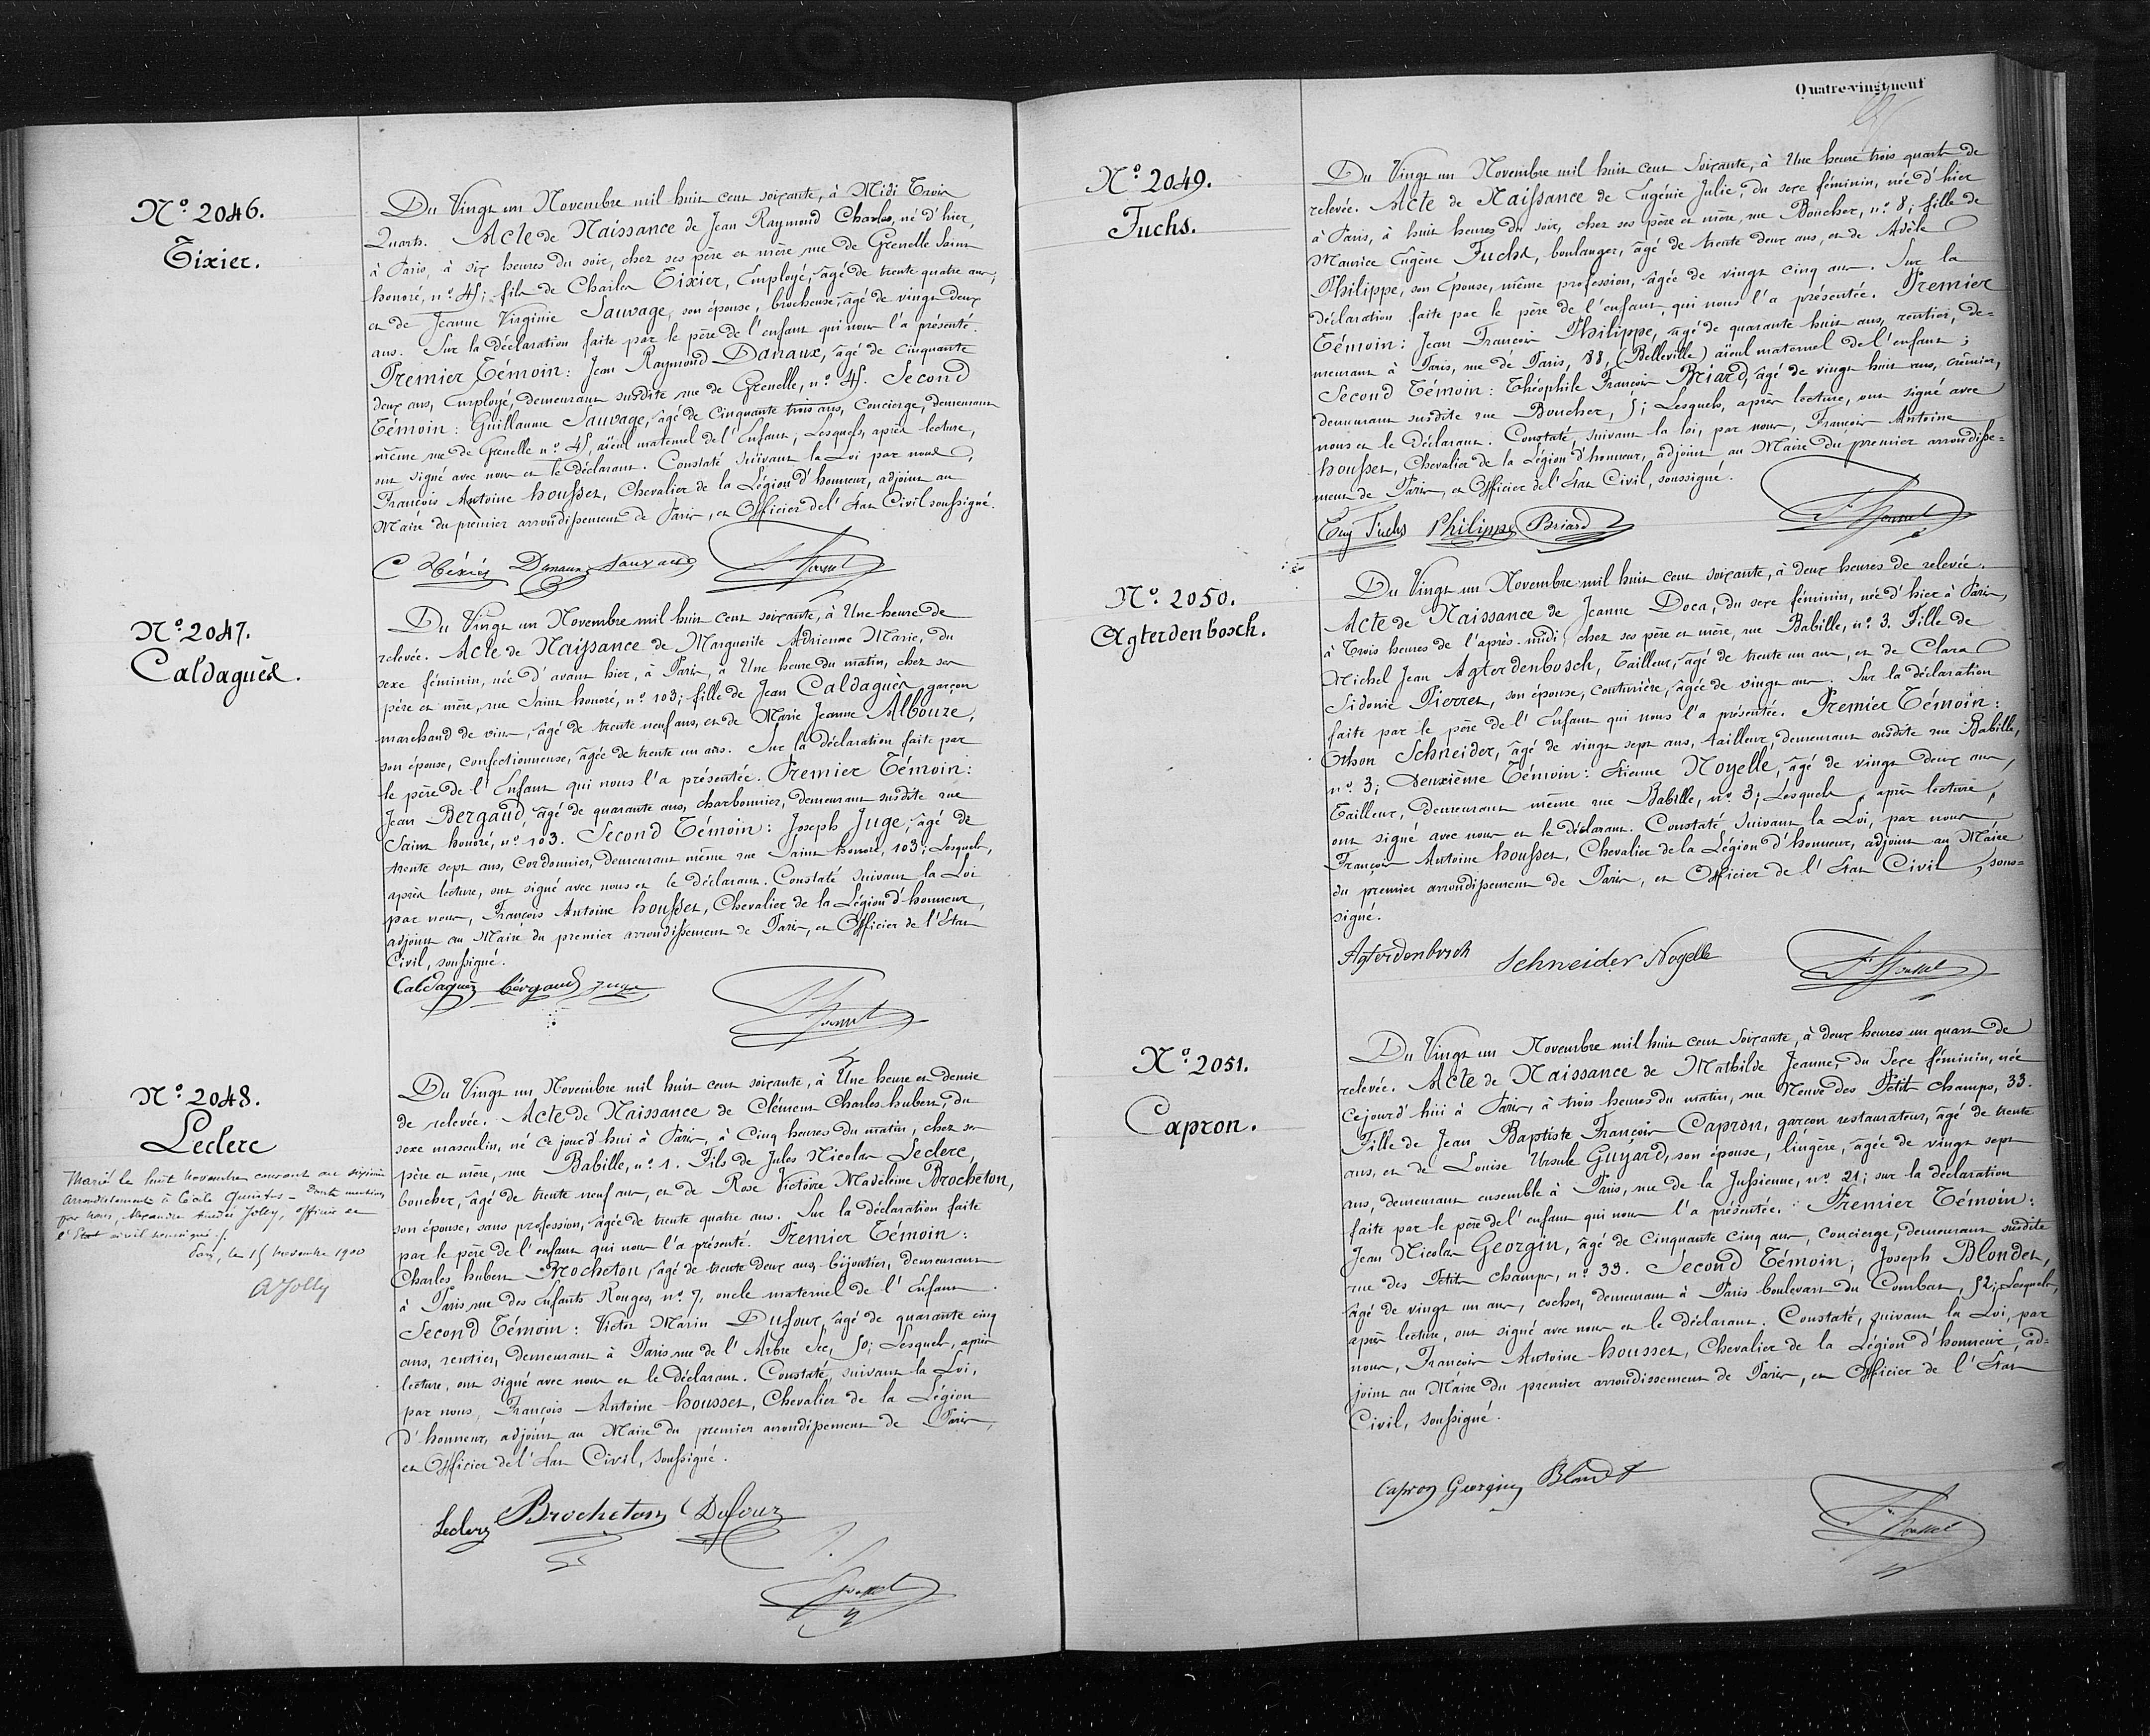 Nº 2046.
Tixier.
Du Vingt un Novembre mil huit cent soixante, à Midi Trois
Quarts. Acte de Naissance de Jean Raymond Charles, né d'hier,
à Paris, à six heures du soir, chez ses père et mère rue de Grenelle Saint
honoré, nº 45; fils de Charles Tixier, Employé, âgé de trente quatre ans,
et de Jeanne Virginie Sauvage, son épouse, brocheuse, âgé de vingt deux
ans. Sur la déclaration faite par le père de l'enfant qui nous l'a présenté.
Premier Témoin: Jean Raymond Danaux, âgé de cinquante
deux ans, Employé, demeurant susdite rue de Grenelle, nº 45. Second
Témoin: Guillaume Sauvage, âgé de Cinquante trois ans, Concierge, demeurant
même rue de Grenelle nº 45, aïeul maternel de l'Enfant, Lesquels, après lecture,
ont signé avec nous et le déclarant. Constaté suivant la Loi par nous
François Antoine housset, Chevalier de la Légion d'honneur, adjoint au
Maire du premier arrondissement de Paris, et Officier de l'Etat Civil soussigné.
C Tixier Danaux Sauvage
Nº 2047.
Caldaguès.
Du Vingt un Novembre mil huit cent soixante, à Une heure de
relevée. Acte de Naissance de Marguerite Adrienne Marie, du
sexe féminin, née d'avant hier, à Paris, à Une heure du matin, chez ses
père et mère, rue Saint honoré, nº 103; fille de Jean Caldaguès, garçon
marchand de vin, âgé de trente neuf ans, et de Marie Jeanne Albouze,
son épouse, confectionneuse, âgée de trente un ans. Sur la déclaration faite par
le père de l'Enfant qui nous l'a présentée. Premier Témoin:
Jean Bergaud, âgé de quarante ans, charbonnier, demeurant susdite rue
Saint honoré, nº 103. Second Témoin: Joseph Juge, âgé de
trente sept ans, Cordonnier, demeurant même rue Saint honoré, 103; Lesquels,
après lecture, ont signé avec nous et le déclarant. Constaté suivant la Loi
par nous, François Antoine housset, Chevalier de la Légion d'honneur,
adjoint au Maire du premier arrondissement de Paris, et Officier de l'Etat
Civil, soussigné.
Caldaguès Bergaud Juge
Nº 2048.
Leclerc
Marié le huit novembre courant au dixième
arrondissement à Cécile - Dont mention
par nous, Alexandre Jolly, officier de
l'Etat civil soussigné.
Paris, le 15 Novembre 1900
A Jolly
Du Vingt un Novembre mil huit cent soixante, à Une heure et demie
de relevée. Acte de Naissance de Clément Charles hubert, du
sexe masculin, né ce jourd'hui à Paris, à Cinq heures du matin, chez ses
père et mère, rue Babille, nº 1. Fils de Jules Nicolas Leclerc,
boucher, âgé de trente neuf ans, et de Rose Victoire Madeleine Brocheton,
son épouse, sans profession, âgée de trente quatre ans. Sur la déclaration faite
par le père de l'enfant qui nous l'a présenté. Premier Témoin:
Charles hubert Brocheton, âgé de trente deux ans, bijoutier, demeurant
à Paris rue des Enfants Rouges, nº 7, oncle maternel de l'Enfant.
Second Témoin: Victor Marin Dufour, âgé de quarante cinq
ans, rentier, demeurant à Paris rue de l'Arbre Sec, 50; Lesquels, après
lecture, ont signé avec nous et le déclarant. Constaté, suivant la Loi,
par nous, François - Antoine housset, Chevalier de la Légion
d'honneur, adjoint au Maire du premier arrondissement de Paris,
et Officier de l'Etat Civil, soussigné.
Leclerc Brocheton Dufour
Quatre-vingt-neuf
Nº 2049.
Fuchs.
Du Vingt un Novembre mil huit cent Soixante, à Une heure trois quarts de
relevée. Acte de Naissance de Eugénie Julie, du sexe féminin, née d'hier
à Paris, à huit heures du soir, chez ses père et mère, rue Boucher, nº 8; fille de
Maurice Eugène Fuchs, boulanger, âgé de trente deux ans, et de Adèle
Philippe, son Epouse, même profession, âgée de vingt cinq ans. Sur la
déclaration faite par le père de l'enfant, qui nous l'a présentée. Premier
Témoin: Jean François Philippe, âgé de quarante huit ans, rentier, de=
meurant à Paris, rue de Paris, 88, (Belleville) aïeul maternel de l'enfant;
Second Témoin: Théophile François Briard, âgé de vingt huit ans, crémier,
demeurant susdite rue Boucher, 5; Lesquels, après lecture, ont signé avec
nous et le Déclarant. Constaté, suivant la loi, par nous, François Antoine
housset, Chevalier de la Légion d'honneur, adjoint au Maire du premier arrondisse=
ment de Paris, et Officier de l'Etat Civil, soussigné.
Eug Fuchs Philippe Briard
Nº 2050.
Agterdenbosch.
Du Vingt un Novembre mil huit cent soixante, à deux heures de relevée.
Acte de Naissance de Jeanne Doca, du sexe féminin, née d'hier à Paris,
à Trois heures de l'après-midi, chez ses père et mère, rue Babille, nº 3. Fille de
Michel Jean Agterdenbosch, Tailleur, âgé de trente un ans, et de Clara
Sidonie Pierret, son épouse, couturière, âgée de vingt ans. Sur la déclaration
faite par le père de l'Enfant qui nous l'a présentée. Premier Témoin:
Othon Schneider, âgé de vingt sept ans, tailleur, demeurant susdite rue Babille,
nº 3; Deuxième Témoin: Etienne Noyelle, âgé de vingt deux ans,
Tailleur, demeurant même rue Babille, nº 3; Lesquels, après lecture,
ont signé avec nous et le déclarant. Constaté suivant la Loi, par nous
François Antoine housset, Chevalier de la Légion d'honneur, adjoint au Maire
du premier arrondissement de Paris, et Officier de l'Etat Civil, sous=
signé.
Agterdenbosch Schneider Noyelle
Nº 2051.
Capron.
Du Vingt un Novembre mil huit cent Soixante, à deux heures un quart de
relevée. Acte de Naissance de Mathilde Jeanne, du Sexe féminin, née
Cejourd'hui à Paris, à trois heures du matin, rue Neuve des Petits champs, 33.
Fille de Jean Baptiste François Capron, garçon restaurateur, âgé de trente
ans, et de Louise Ursule Guyard, son épouse, lingère, âgée de vingt sept
ans, demeurant ensemble à Paris, rue de la Jussienne, nº 21; sur la déclaration
faite par le père de l'enfant qui nous l'a présentée. Premier Témoin:
Jean Nicolas Georgin, âgé de Cinquante cinq ans, Concierge, demeurant susdite
rue des Petits champs, nº 33. Second Témoin; Joseph Blondet,
âgé de vingt un ans, cocher, demeurant à Paris boulevart du Combat, 52; Lesquels,
après lecture, ont signé avec nous et le déclarant. Constaté, suivant la Loi, par
nous, François Antoine housset, Chevalier de la Légion d'honneur, ad=
joint au Maire du premier arrondissement de Paris, et Officier de l'Etat
Civil, soussigné.
Capron Georgin Blondet